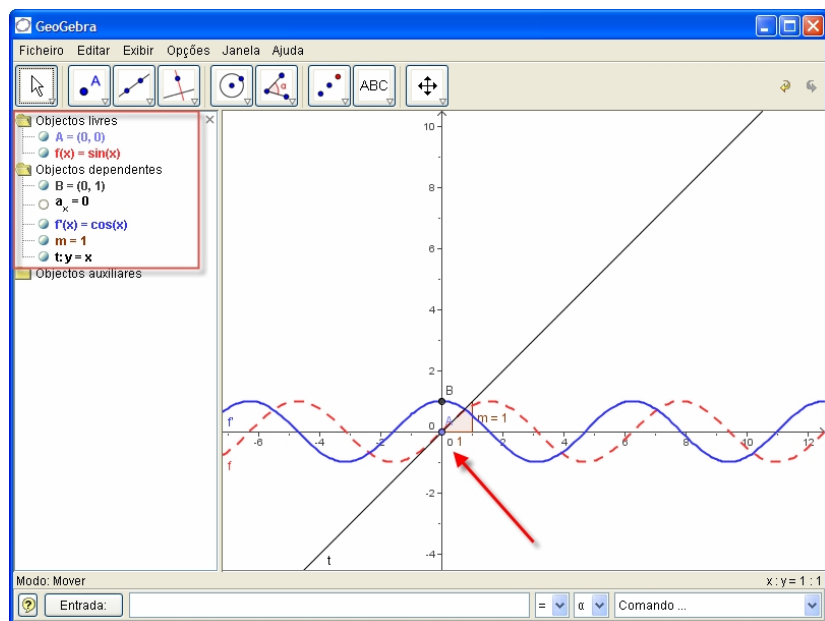 GeoGebra
Ficheiro Editar Exibir Opções Janela Ajuda
A
α
ABC
Objectos livres
A = (0, 0)
f(x) = sin(x)
Objectos dependentes
B = (0, 1)
a_x = 0
f'(x) = cos(x)
m = 1
t: y = x
Objectos auxiliares
10
8
6
4
2
B
f'
0
A
m = 1
-6 -4 -2 0 1 2 4 6 8 10 12
f
-2
-4
t
Modo: Mover
x : y = 1 : 1
Entrada:
= α Comando ...